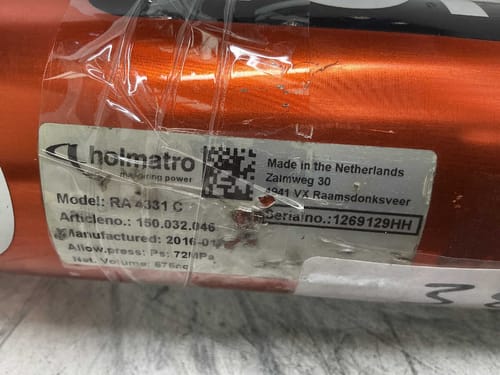 holmatro
mastering power
Made in the Netherlands
Zalmweg 30
4941 VX Raamsdonksveer
Model: RA 4331 C
Serialno.:1269129HH
Articleno.: 150.032.046
Manufactured: 2016-01
Allow.press: Ps: 72MPa
Net. Volume: 675cc
3